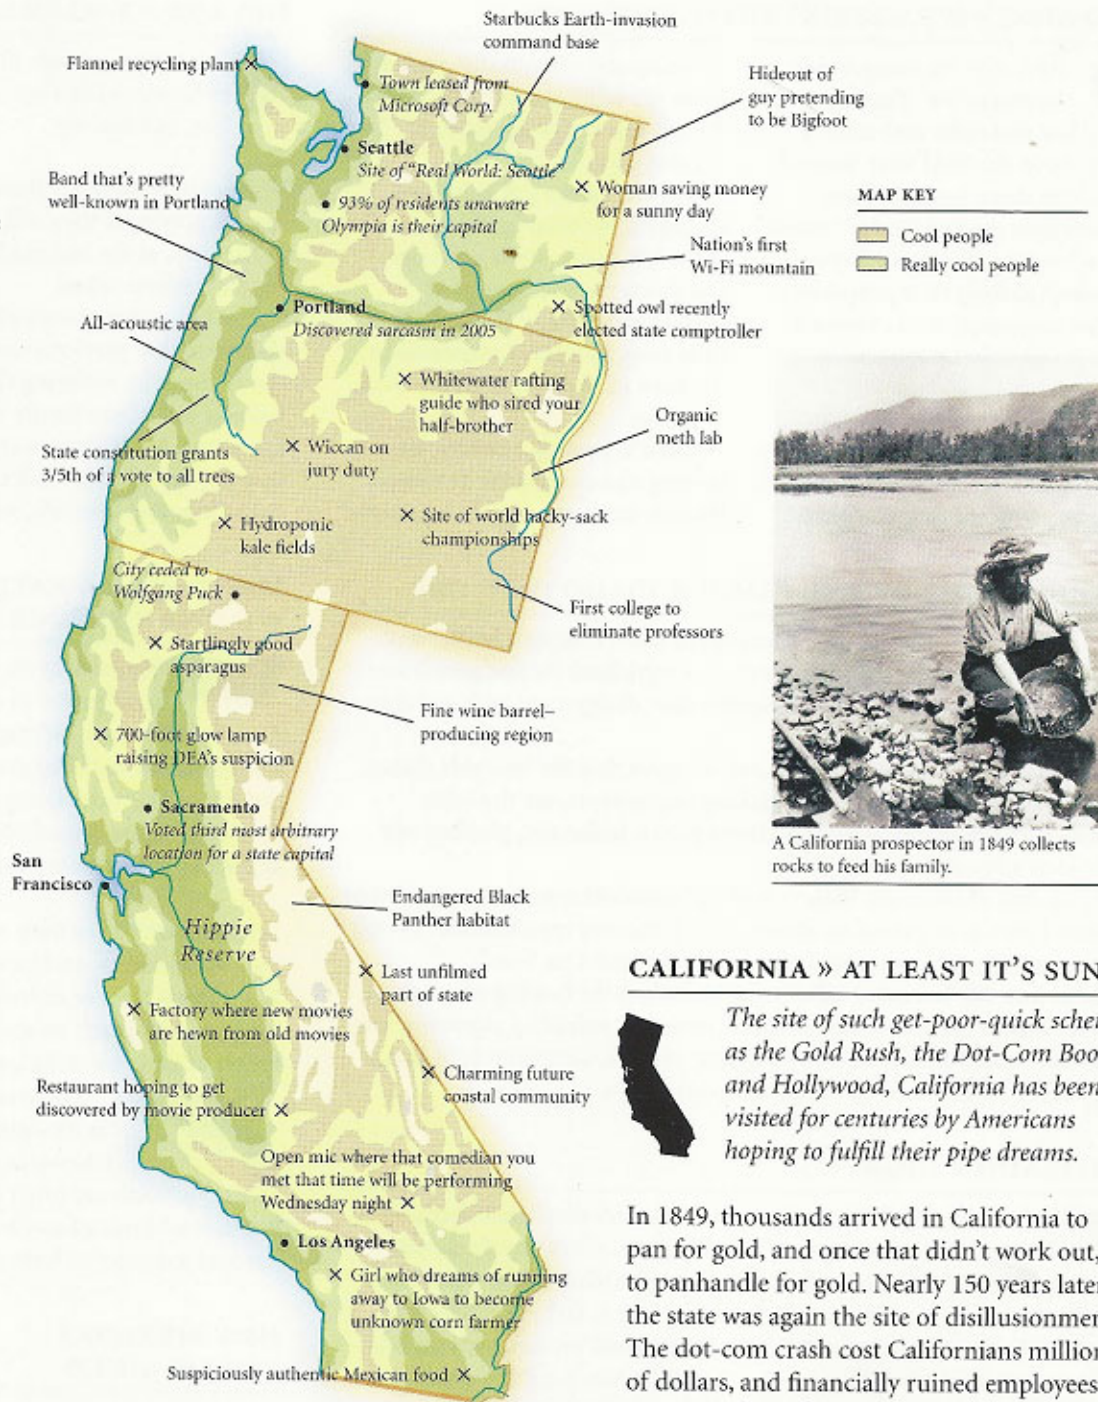 Starbucks Earth-invasion
command base
Flannel recycling plant
Town leased from
Microsoft Corp.
Hideout of
guy pretending
to be Bigfoot
Seattle
Site of "Real World: Seattle"
Band that's pretty
well-known in Portland
93% of residents unaware
Olympia is their capital
Woman saving money
for a sunny day
MAP KEY
Cool people
Really cool people
Nation's first
Wi-Fi mountain
Portland
Discovered sarcasm in 2005
Spotted owl recently
elected state comptroller
All-acoustic area
Whitewater rafting
guide who sired your
half-brother
Organic
meth lab
State constitution grants
3/5th of a vote to all trees
Wiccan on
jury duty
Hydroponic
kale fields
Site of world hacky-sack
championships
City ceded to
Wolfgang Puck
First college to
eliminate professors
Startlingly good
asparagus
Fine wine barrel–
producing region
700-foot glow lamp
raising DEA's suspicion
Sacramento
Voted third most arbitrary
location for a state capital
San
Francisco
Endangered Black
Panther habitat
Hippie
Reserve
Last unfilmed
part of state
Factory where new movies
are hewn from old movies
Charming future
coastal community
Restaurant hoping to get
discovered by movie producer
Open mic where that comedian you
met that time will be performing
Wednesday night
Los Angeles
Girl who dreams of running
away to Iowa to become
unknown corn farmer
Suspiciously authentic Mexican food
A California prospector in 1849 collects
rocks to feed his family.
CALIFORNIA » AT LEAST IT'S SUN
The site of such get-poor-quick
as the Gold Rush, the Dot-Com
and Hollywood, California has been
visited for centuries by Americans
hoping to fulfill their pipe dreams.
In 1849, thousands arrived in California to
pan for gold, and once that didn't work out,
to panhandle for gold. Nearly 150 years later
the state was again the site of
The dot-com crash cost Californians
of dollars, and financially ruined employees